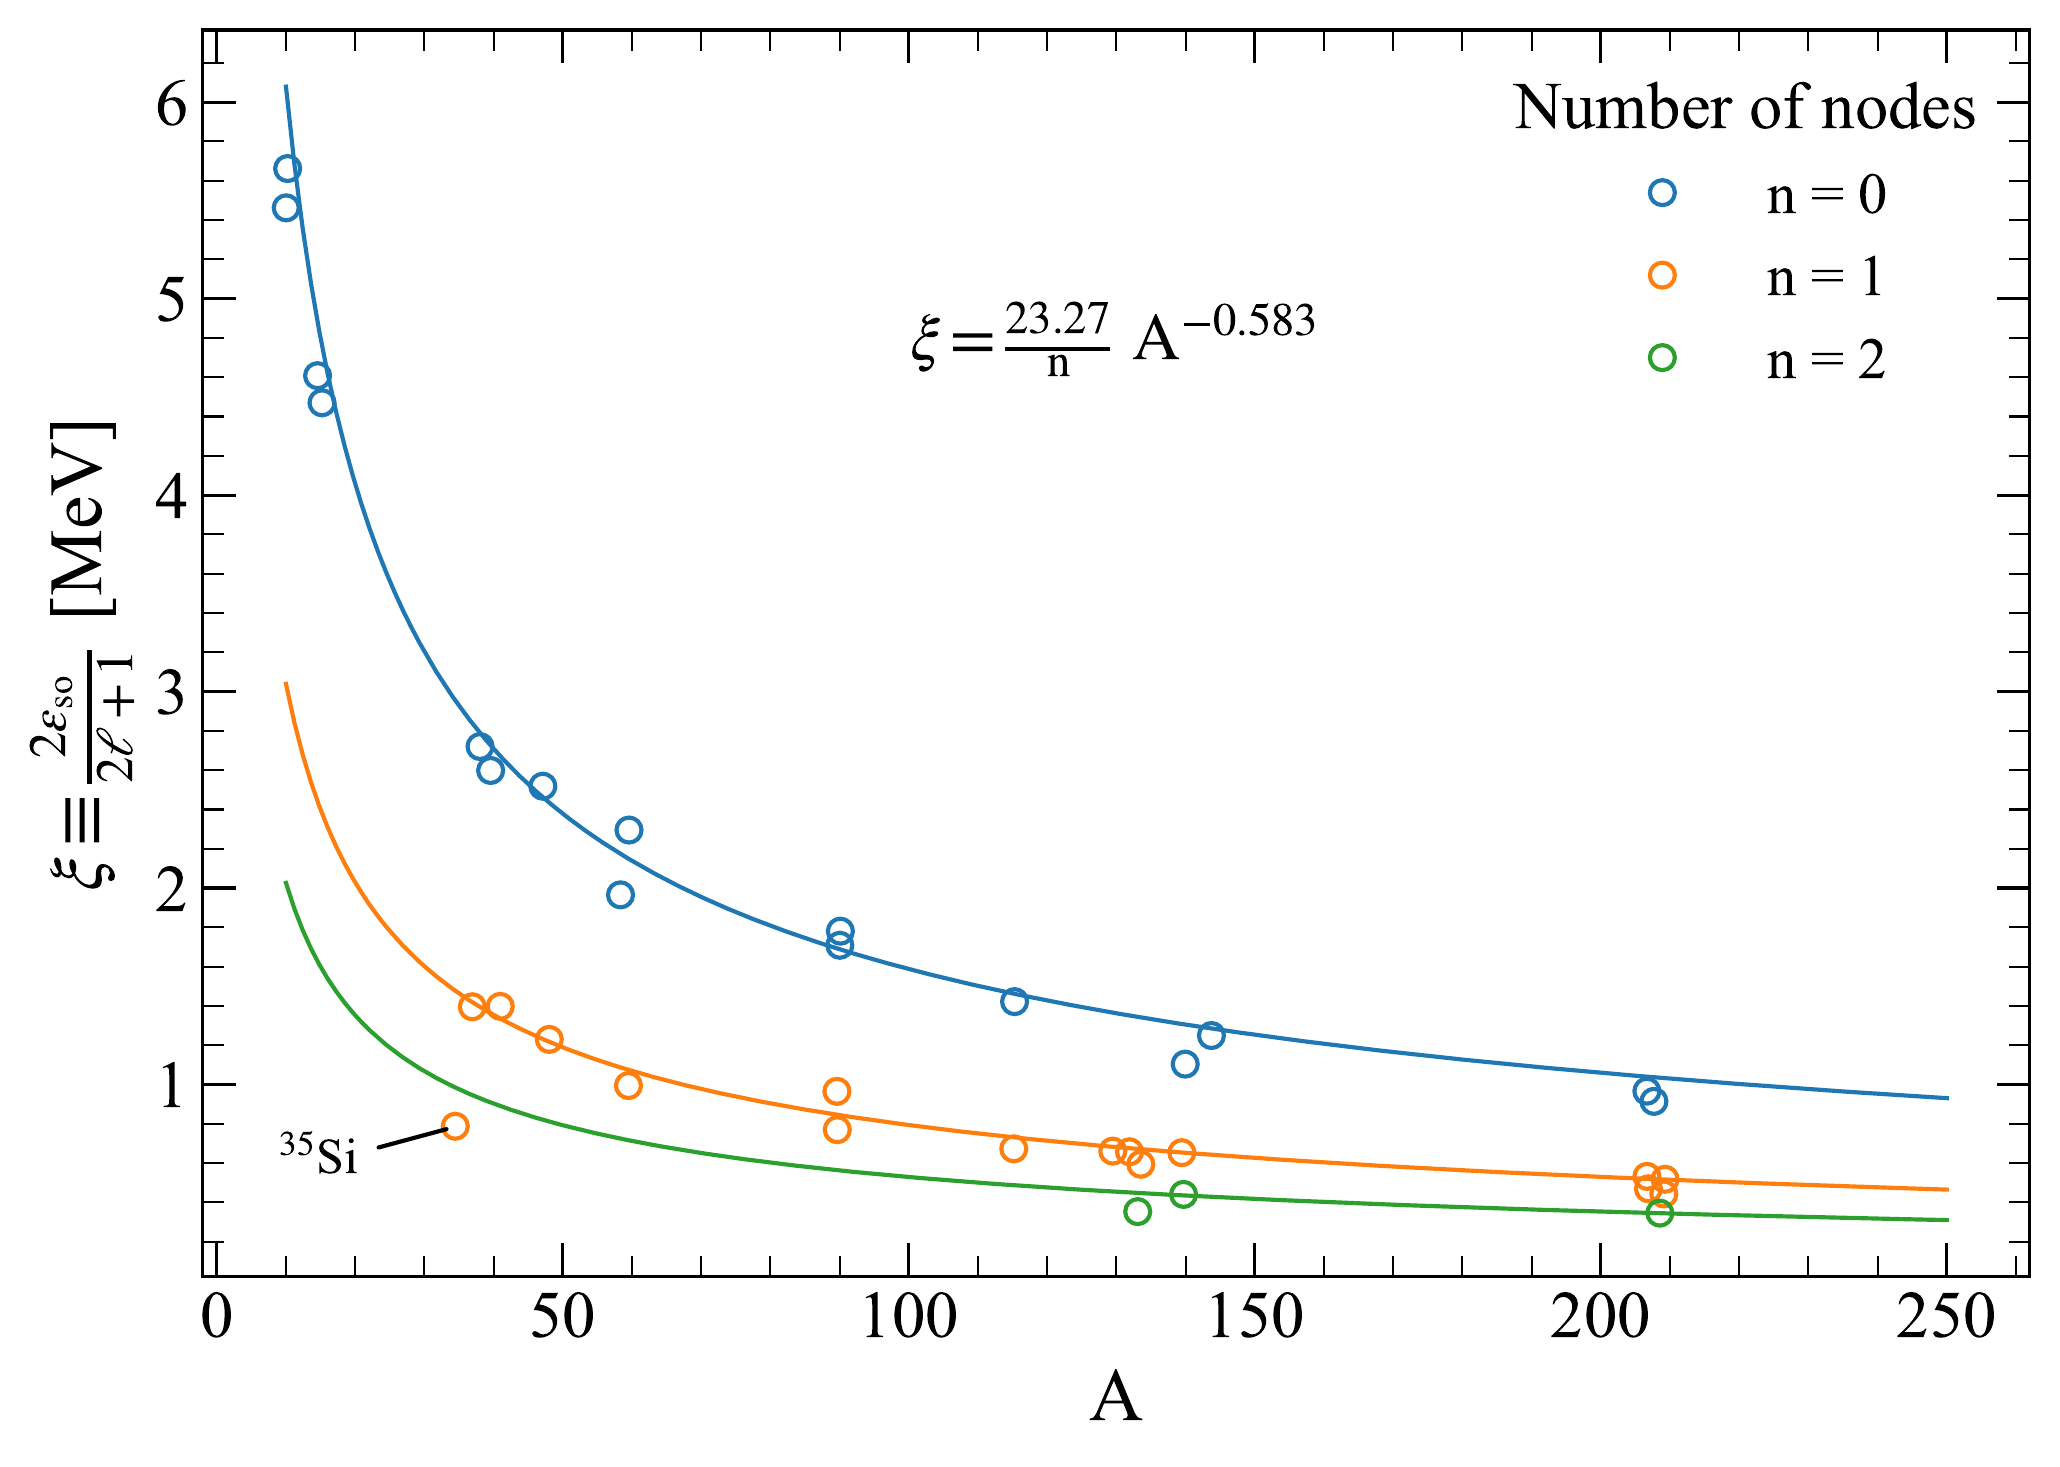 6
5
4
3
2
1
0 50 100 150 200 250
A
ξ ≡ 2ε_so / 2ℓ + 1 [MeV]
ξ = 23.27 / n A^−0.583
Number of nodes
n = 0
n = 1
n = 2
³⁵Si